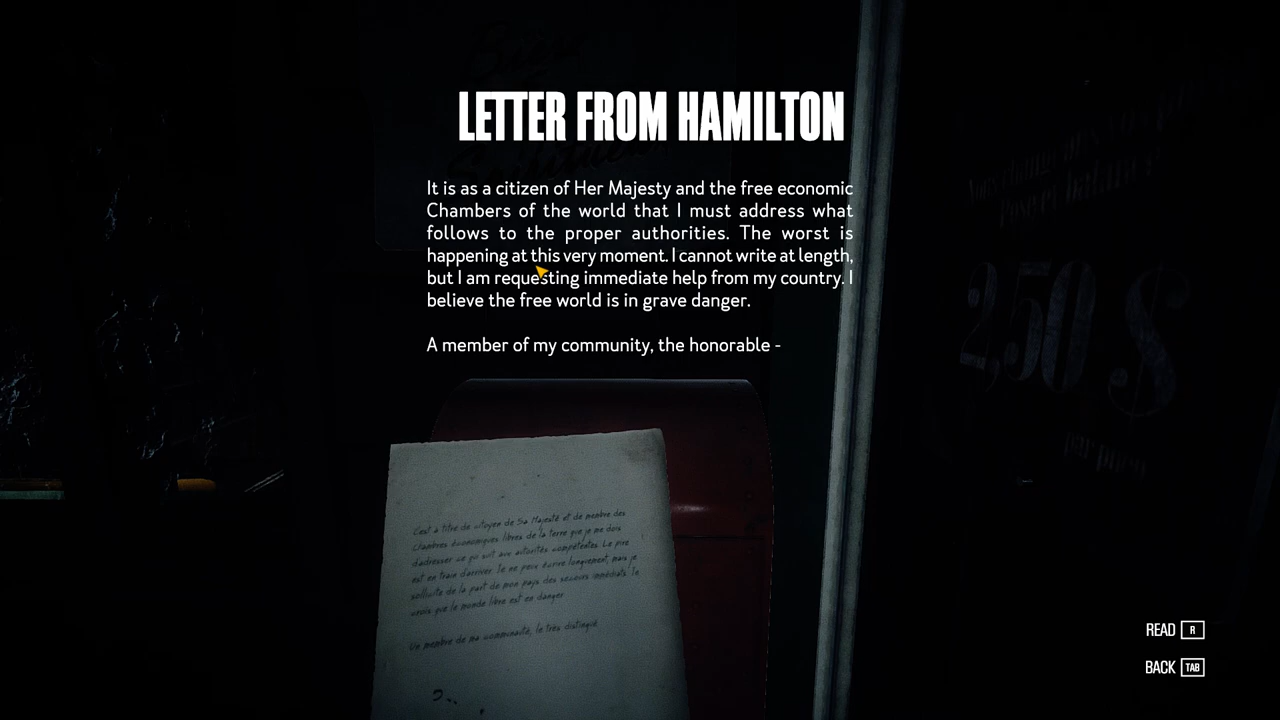 LETTER FROM HAMILTON
It is as a citizen of Her Majesty and the free economic
Chambers of the world that I must address what
follows to the proper authorities. The worst is
happening at this very moment. I cannot write at length,
but I am requesting immediate help from my country. I
believe the free world is in grave danger.
A member of my community, the honorable -
C'est à titre de citoyen de Sa Majesté et de membre des
Chambres économiques libres de la terre que je me dois
d'adresser ce qui suit aux autorités compétentes. Le pire
est en train d'arriver. Je ne peux écrire longuement, mais je
sollicite de la part de mon pays des secours immédiats. Je
crois que le monde libre est en danger
Un membre de ma communauté, le très distingué
2,50 $
READ R
BACK TAB